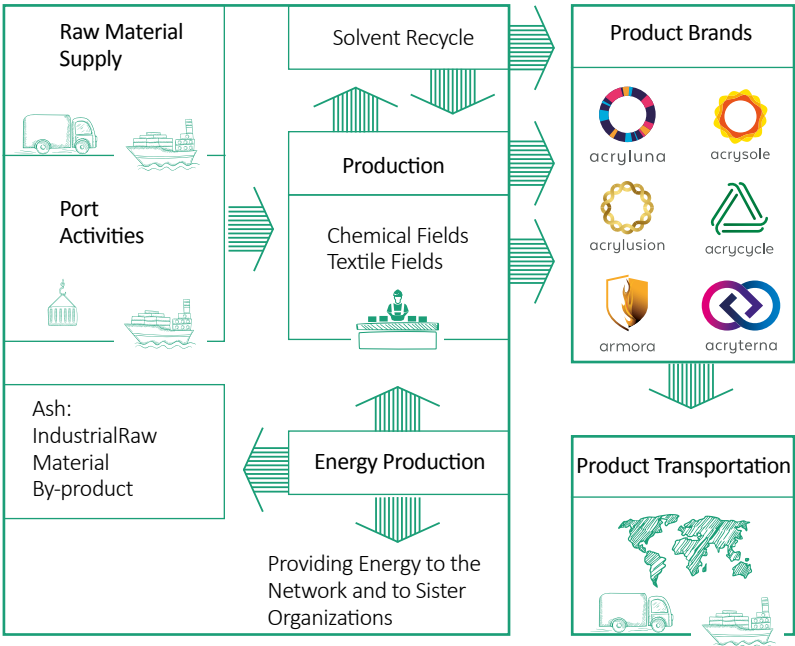 Raw Material
Supply
Port
Activities
Ash:
IndustrialRaw
Material
By-product
Solvent Recycle
Production
Chemical Fields
Textile Fields
Energy Production
Providing Energy to the
Network and to Sister
Organizations
Product Brands
acryluna
acrysole
acrylusion
acrycycle
armora
acryterna
Product Transportation